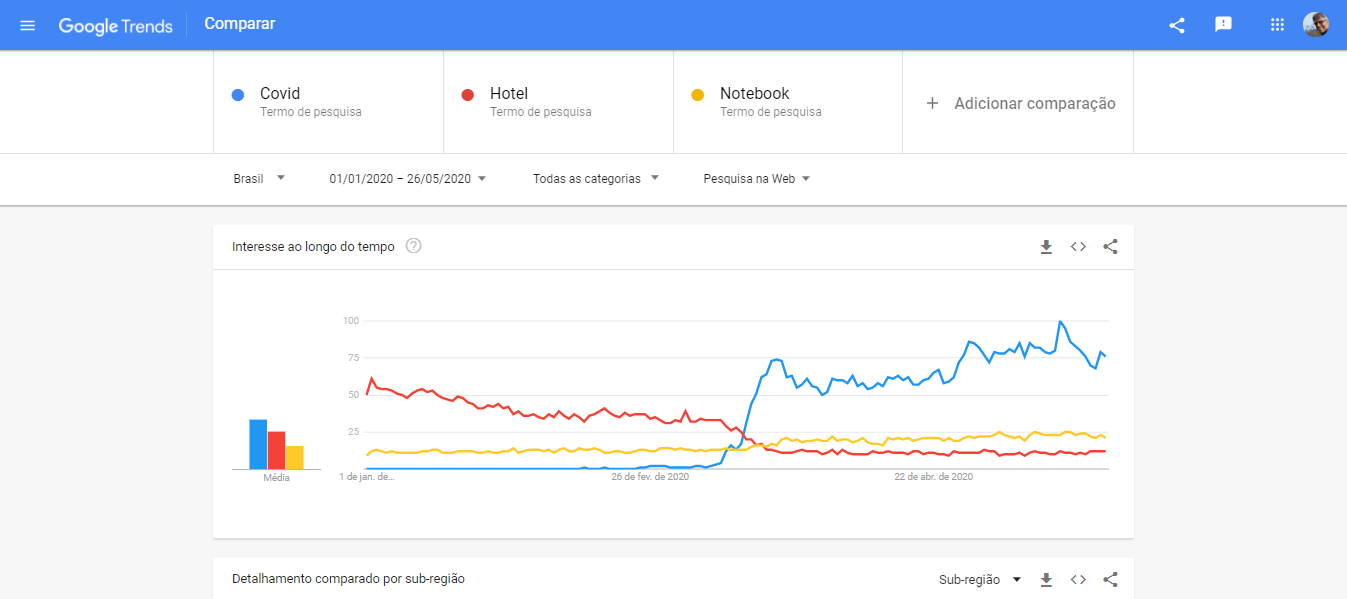 Google Trends Comparar
Covid
Termo de pesquisa
Hotel
Termo de pesquisa
Notebook
Termo de pesquisa
+ Adicionar comparação
Brasil
01/01/2020 – 26/05/2020
Todas as categorias
Pesquisa na Web
Interesse ao longo do tempo ?
100
75
50
25
Média
1 de jan. de...
26 de fev. de 2020
22 de abr. de 2020
Detalhamento comparado por sub-região
Sub-região